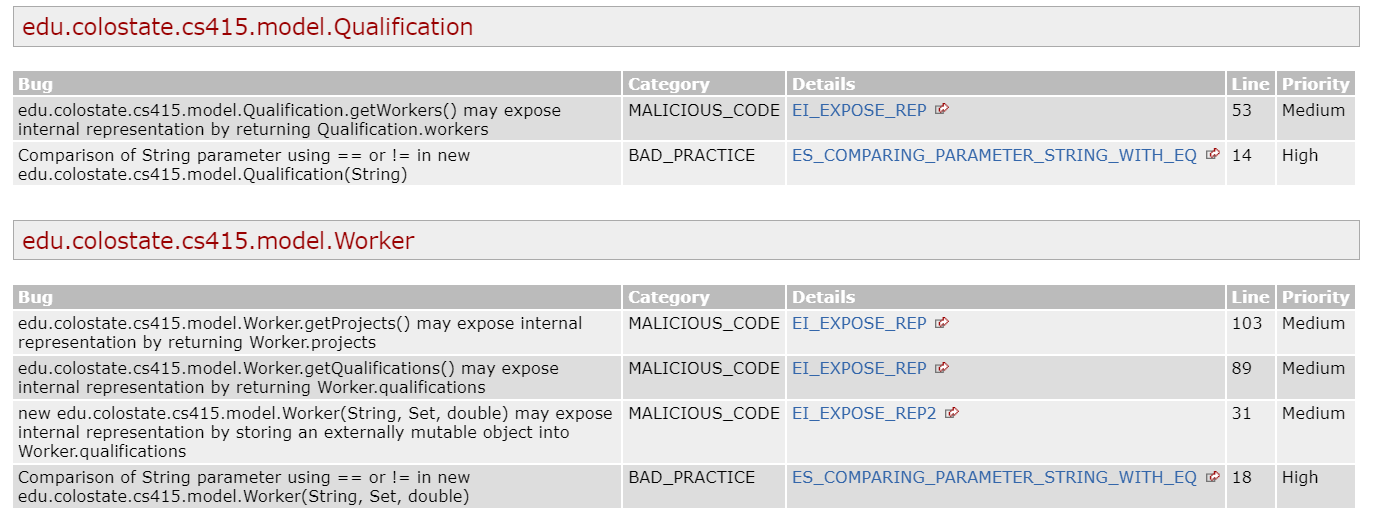 edu.colostate.cs415.model.Qualification
Bug Category Details Line Priority
edu.colostate.cs415.model.Qualification.getWorkers() may expose MALICIOUS_CODE EI_EXPOSE_REP 53 Medium
internal representation by returning Qualification.workers
Comparison of String parameter using == or != in new BAD_PRACTICE ES_COMPARING_PARAMETER_STRING_WITH_EQ 14 High
edu.colostate.cs415.model.Qualification(String)
edu.colostate.cs415.model.Worker
Bug Category Details Line Priority
edu.colostate.cs415.model.Worker.getProjects() may expose internal MALICIOUS_CODE EI_EXPOSE_REP 103 Medium
representation by returning Worker.projects
edu.colostate.cs415.model.Worker.getQualifications() may expose MALICIOUS_CODE EI_EXPOSE_REP 89 Medium
internal representation by returning Worker.qualifications
new edu.colostate.cs415.model.Worker(String, Set, double) may expose MALICIOUS_CODE EI_EXPOSE_REP2 31 Medium
internal representation by storing an externally mutable object into
Worker.qualifications
Comparison of String parameter using == or != in new BAD_PRACTICE ES_COMPARING_PARAMETER_STRING_WITH_EQ 18 High
edu.colostate.cs415.model.Worker(String, Set, double)